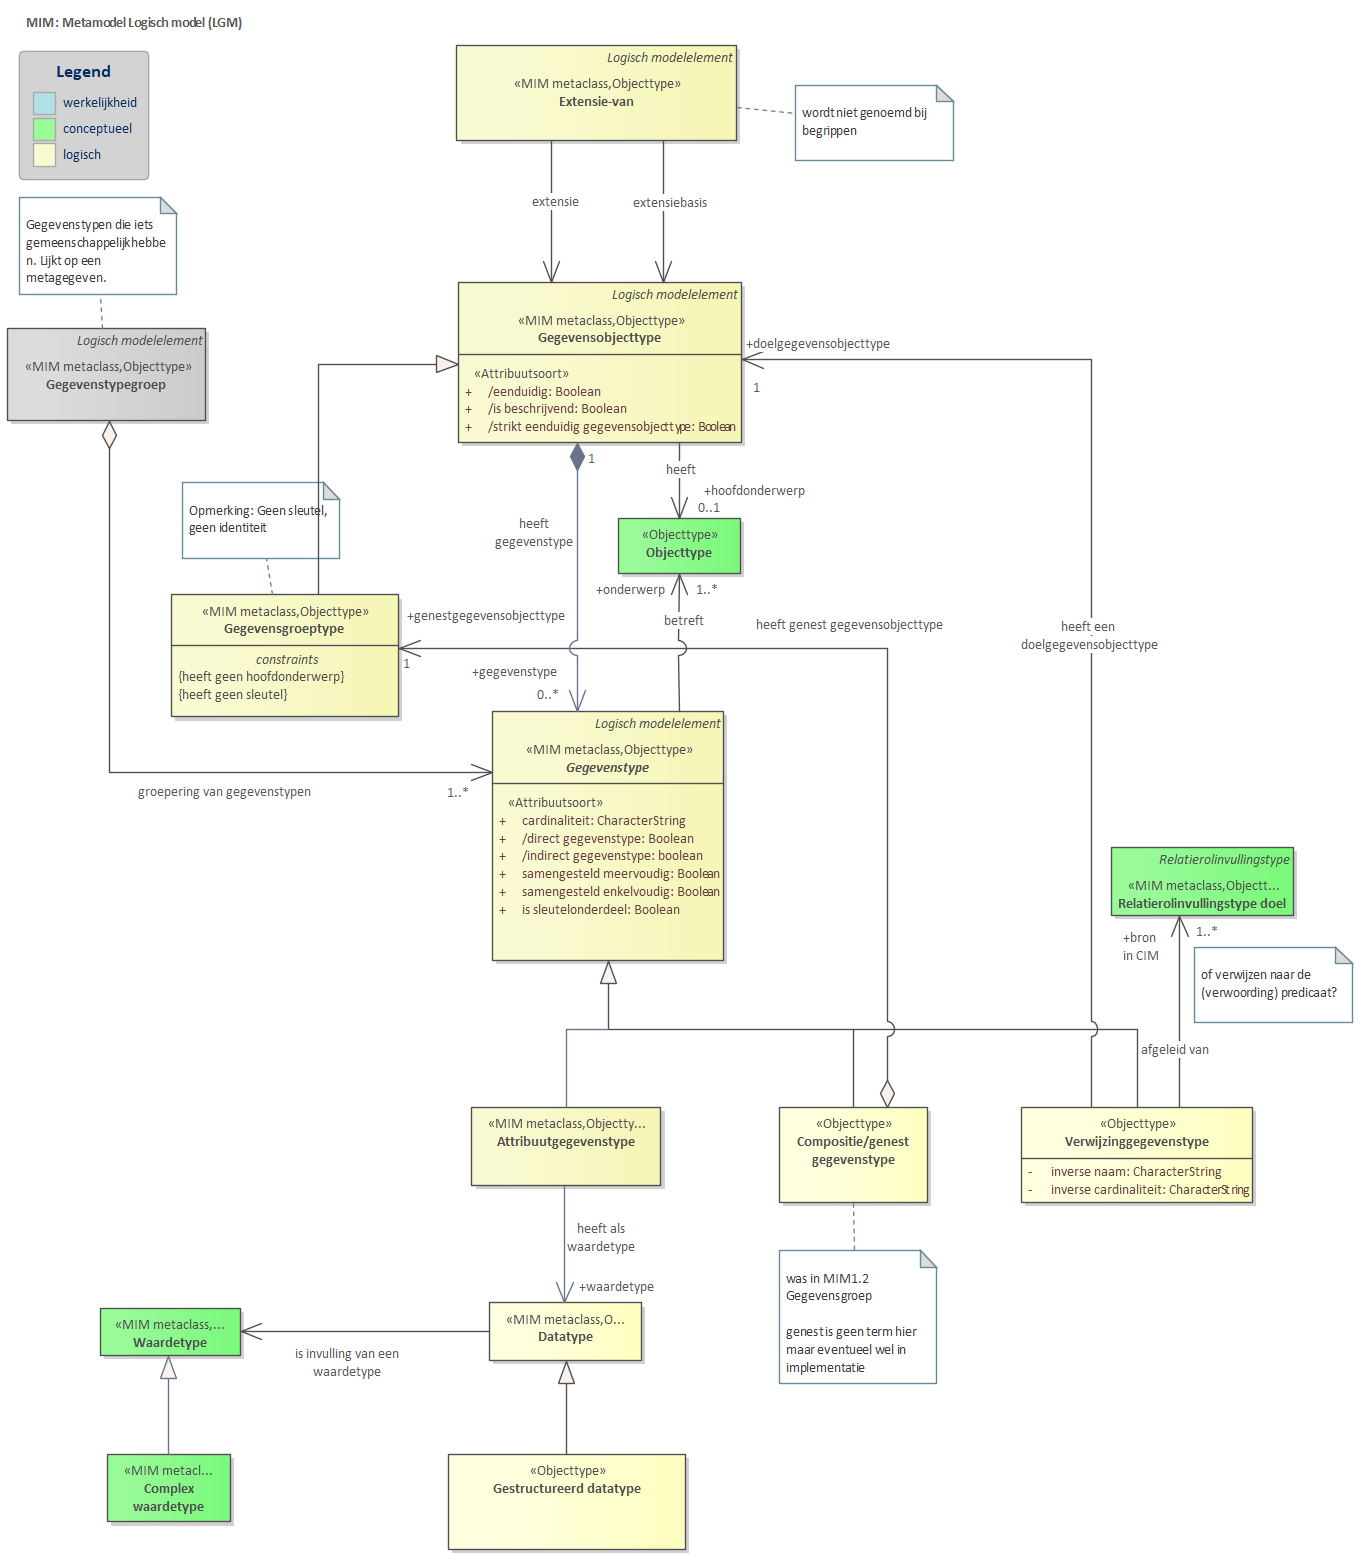 MIM: Metamodel Logisch model (LGM)
Legend
werkelijkheid
conceptueel
logisch
Logisch modelelement
«MIM metaclass,Objecttype»
Extensie-van
wordt niet genoemd bij
begrippen
extensie
extensiebasis
Gegevenstypen die iets
gemeenschappelijk hebbe
n. Lijkt op een
metagegeven.
Logisch modelelement
«MIM metaclass,Objecttype»
Gegevenstypegroep
Logisch modelelement
«MIM metaclass,Objecttype»
Gegevensobjecttype
«Attribuutsoort»
+ /eenduidig: Boolean
+ /is beschrijvend: Boolean
+ /strikt eenduidig gegevensobjecttype: Boolean
+doelgegevensobjecttype
1
1
heeft
+hoofdonderwerp
0..1
heeft
gegevenstype
Opmerking: Geen sleutel,
geen identiteit
«Objecttype»
Objecttype
+onderwerp
1..*
betreft
«MIM metaclass,Objecttype»
Gegevensgroeptype
constraints
{heeft geen hoofdonderwerp}
{heeft geen sleutel}
+genestgegevensobjecttype
1
heeft genest gegevensobjecttype
heeft een
doelgegevensobjecttype
+gegevenstype
0..*
Logisch modelelement
«MIM metaclass,Objecttype»
Gegevenstype
«Attribuutsoort»
+ cardinaliteit: CharacterString
+ /direct gegevenstype: Boolean
+ /indirect gegevenstype: boolean
+ samengesteld meervoudig: Boolean
+ samengesteld enkelvoudig: Boolean
+ is sleutelonderdeel: Boolean
groepering van gegevenstypen
1..*
Relatierolinvullingstype
«MIM metaclass,Objectt...
Relatierolinvullingstype doel
+bron
in CIM
1..*
of verwijzen naar de
(verwoording) predicaat?
afgeleid van
«MIM metaclass,Objectty...
Attribuutgegevenstype
«Objecttype»
Compositie/genest
gegevenstype
«Objecttype»
Verwijzinggegevenstype
- inverse naam: CharacterString
- inverse cardinaliteit: CharacterString
heeft als
waardetype
+waardetype
was in MIM1.2
Gegevensgroep
genest is geen term hier
maar eventueel wel in
implementatie
«MIM metaclass,...
Waardetype
«MIM metaclass,O...
Datatype
is invulling van een
waardetype
«MIM metacl...
Complex
waardetype
«Objecttype»
Gestructureerd datatype